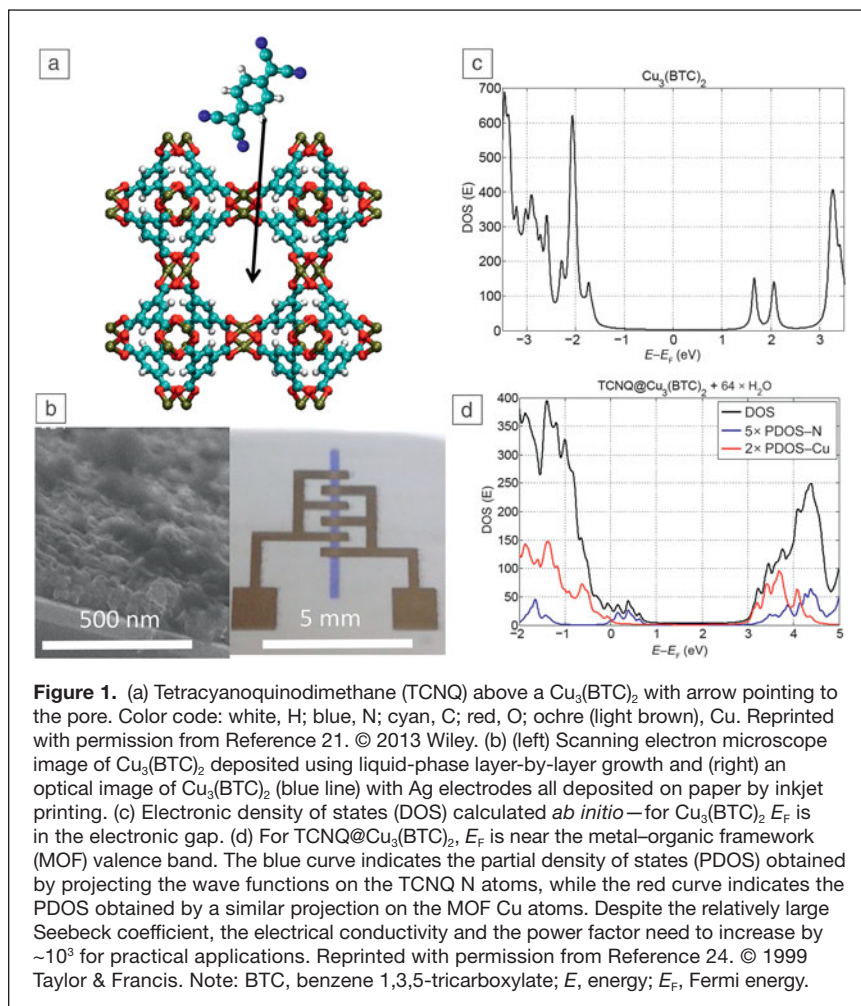 a
b
500 nm
5 mm
c
Cu₃(BTC)₂
700
600
500
400
300
200
100
0
DOS (E)
−3 −2 −1 0 1 2 3
E–E_F (eV)
d
TCNQ@Cu₃(BTC)₂ + 64 × H₂O
400
350
300
250
200
150
100
50
0
DOS (E)
DOS
5× PDOS–N
2× PDOS–Cu
−2 −1 0 1 2 3 4 5
E–E_F (eV)
Figure 1. (a) Tetracyanoquinodimethane (TCNQ) above a Cu₃(BTC)₂ with arrow pointing to
the pore. Color code: white, H; blue, N; cyan, C; red, O; ochre (light brown), Cu. Reprinted
with permission from Reference 21. © 2013 Wiley. (b) (left) Scanning electron microscope
image of Cu₃(BTC)₂ deposited using liquid-phase layer-by-layer growth and (right) an
optical image of Cu₃(BTC)₂ (blue line) with Ag electrodes all deposited on paper by inkjet
printing. (c) Electronic density of states (DOS) calculated ab initio—for Cu₃(BTC)₂ E_F is
in the electronic gap. (d) For TCNQ@Cu₃(BTC)₂, E_F is near the metal–organic framework
(MOF) valence band. The blue curve indicates the partial density of states (PDOS) obtained
by projecting the wave functions on the TCNQ N atoms, while the red curve indicates the
PDOS obtained by a similar projection on the MOF Cu atoms. Despite the relatively large
Seebeck coefficient, the electrical conductivity and the power factor need to increase by
~10³ for practical applications. Reprinted with permission from Reference 24. © 1999
Taylor & Francis. Note: BTC, benzene 1,3,5-tricarboxylate; E, energy; E_F, Fermi energy.